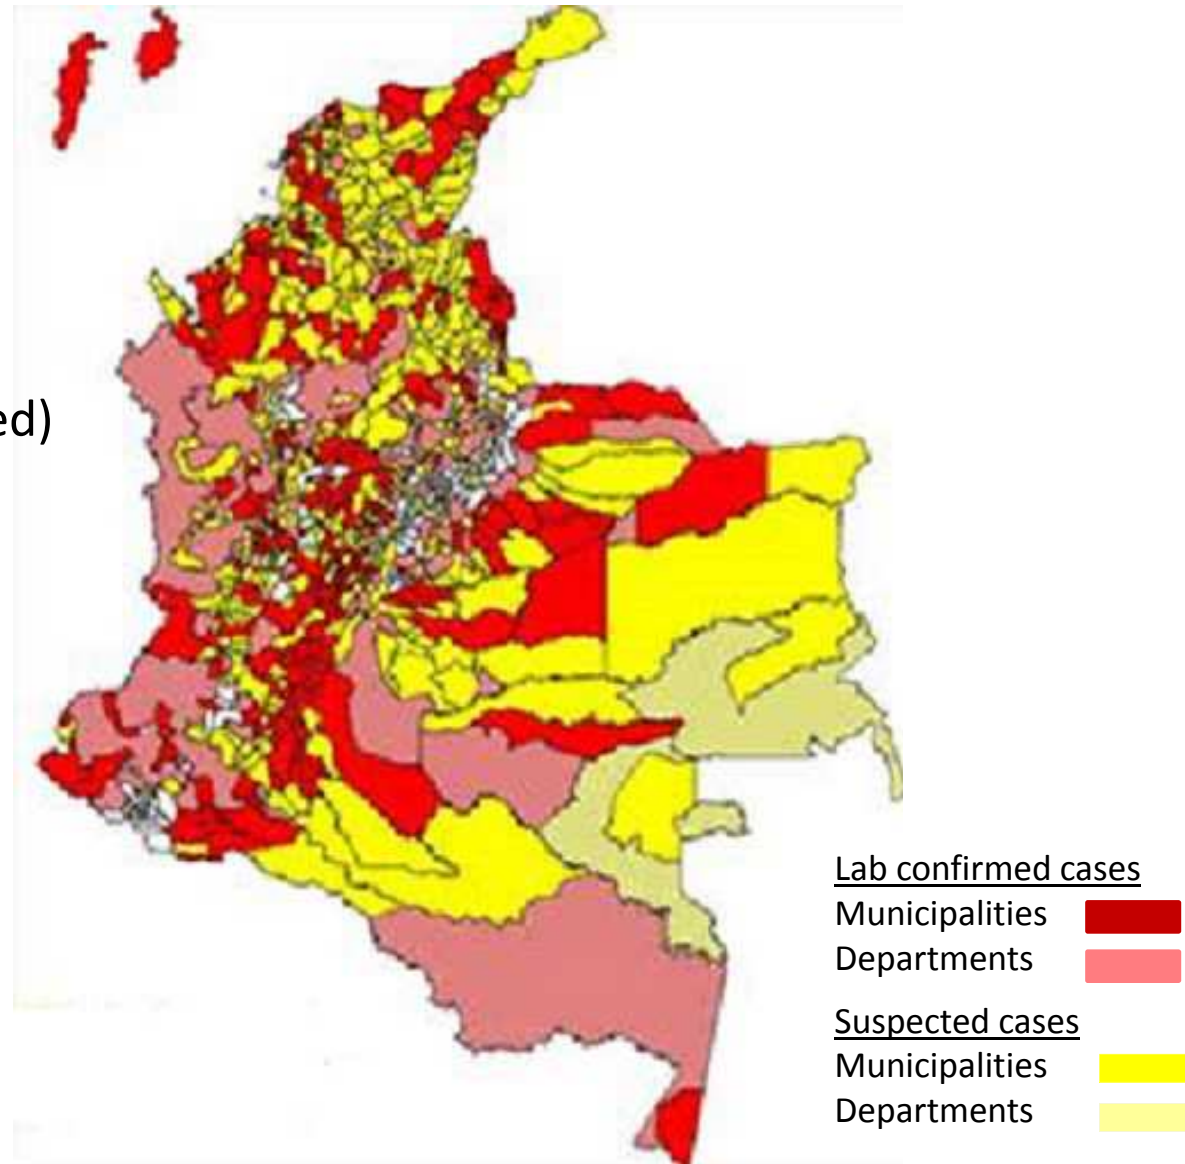 ed)
Lab confirmed cases
Municipalities
Departments
Suspected cases
Municipalities
Departments